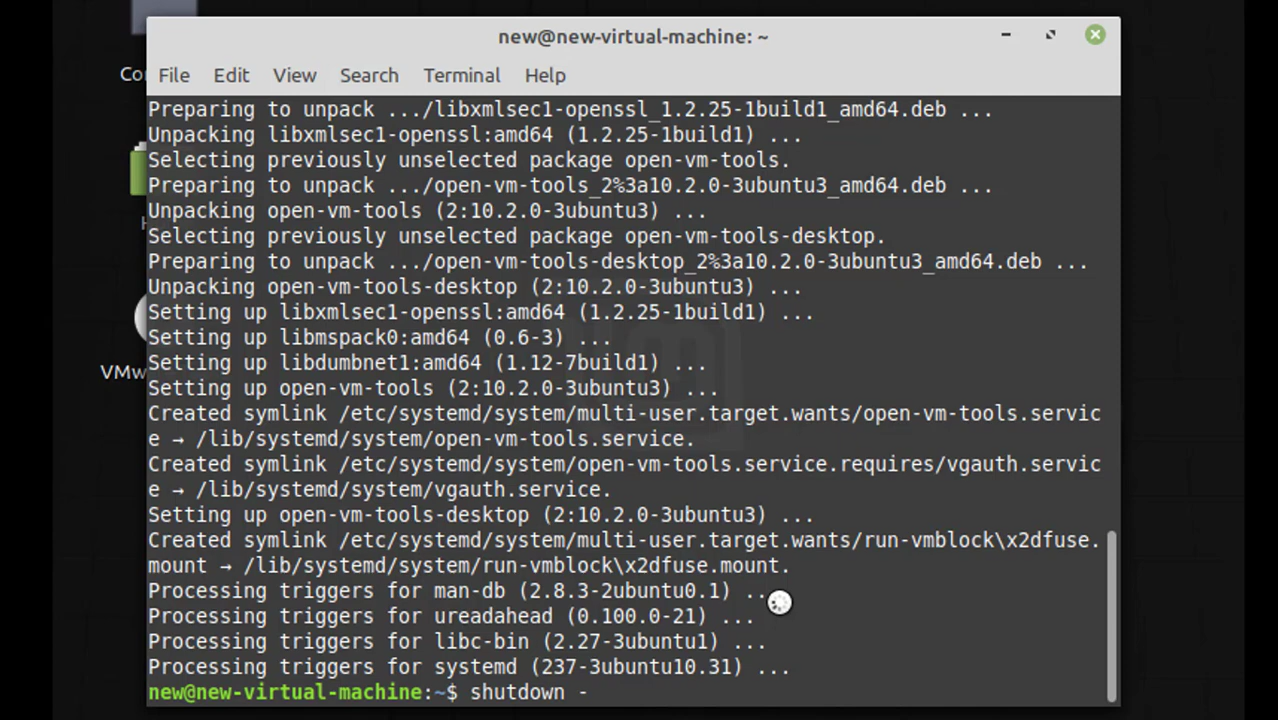 new@new-virtual-machine: ~
File Edit View Search Terminal Help
Preparing to unpack .../libxmlsec1-openssl_1.2.25-1build1_amd64.deb ...
Unpacking libxmlsec1-openssl:amd64 (1.2.25-1build1) ...
Selecting previously unselected package open-vm-tools.
Preparing to unpack .../open-vm-tools_2%3a10.2.0-3ubuntu3_amd64.deb ...
Unpacking open-vm-tools (2:10.2.0-3ubuntu3) ...
Selecting previously unselected package open-vm-tools-desktop.
Preparing to unpack .../open-vm-tools-desktop_2%3a10.2.0-3ubuntu3_amd64.deb ...
Unpacking open-vm-tools-desktop (2:10.2.0-3ubuntu3) ...
Setting up libxmlsec1-openssl:amd64 (1.2.25-1build1) ...
Setting up libmspack0:amd64 (0.6-3) ...
Setting up libdumbnet1:amd64 (1.12-7build1) ...
Setting up open-vm-tools (2:10.2.0-3ubuntu3) ...
Created symlink /etc/systemd/system/multi-user.target.wants/open-vm-tools.servic
e → /lib/systemd/system/open-vm-tools.service.
Created symlink /etc/systemd/system/open-vm-tools.service.requires/vgauth.servic
e → /lib/systemd/system/vgauth.service.
Setting up open-vm-tools-desktop (2:10.2.0-3ubuntu3) ...
Created symlink /etc/systemd/system/multi-user.target.wants/run-vmblock\x2dfuse.
mount → /lib/systemd/system/run-vmblock\x2dfuse.mount.
Processing triggers for man-db (2.8.3-2ubuntu0.1) ..
Processing triggers for ureadahead (0.100.0-21) ...
Processing triggers for libc-bin (2.27-3ubuntu1) ...
Processing triggers for systemd (237-3ubuntu10.31) ...
new@new-virtual-machine:~$ shutdown -